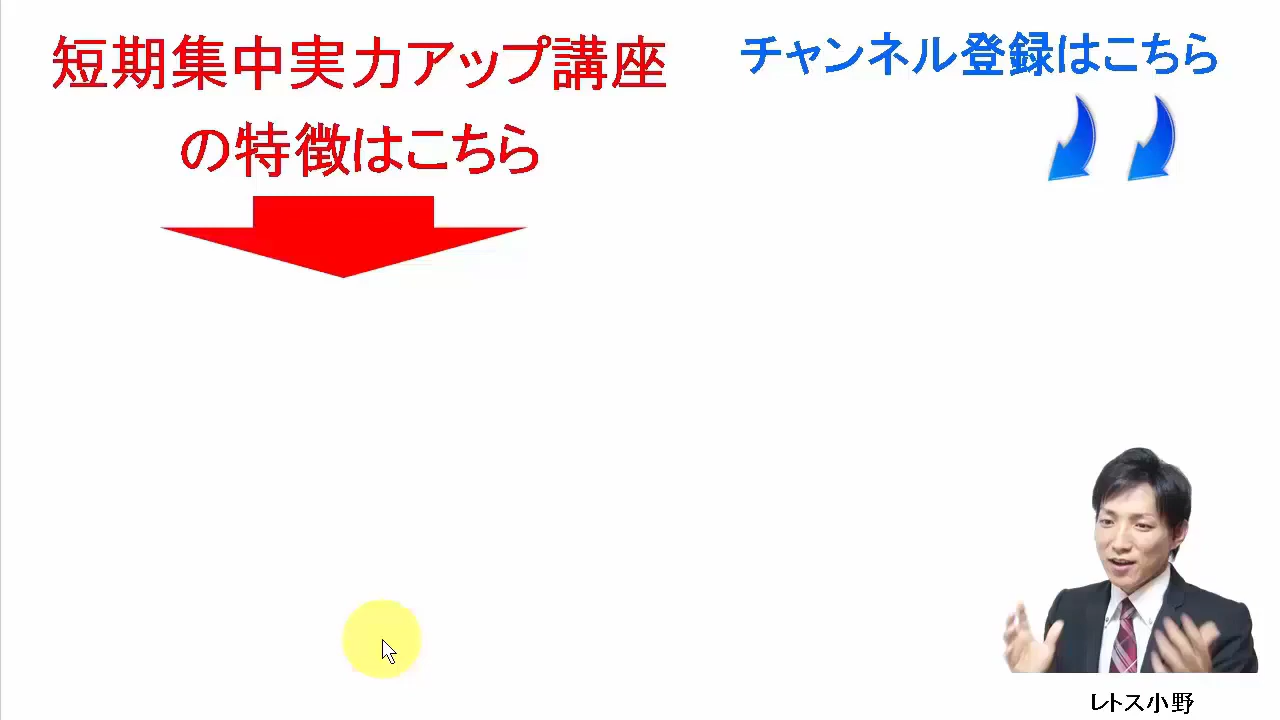 短期集中実力アップ講座
の特徴はこちら
チャンネル登録はこちら
レトス小野